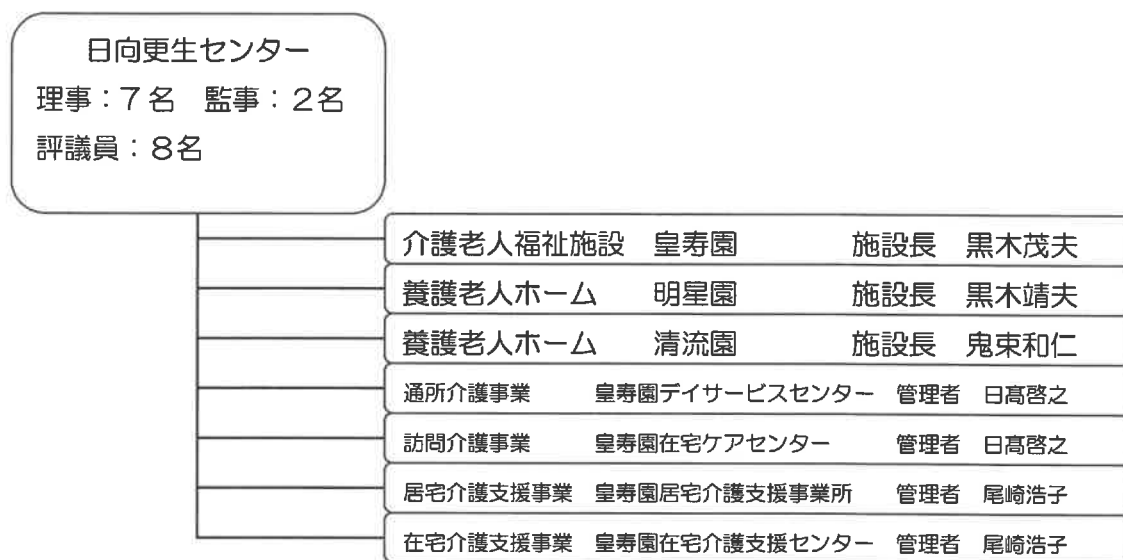 日向更生センター
理事：７名　監事：２名
評議員：８名
介護老人福祉施設　皇寿園　施設長　黒木茂夫
養護老人ホーム　明星園　施設長　黒木靖夫
養護老人ホーム　清流園　施設長　鬼束和仁
通所介護事業　皇寿園デイサービスセンター　管理者　日髙啓之
訪問介護事業　皇寿園在宅ケアセンター　管理者　日髙啓之
居宅介護支援事業　皇寿園居宅介護支援事業所　管理者　尾崎浩子
在宅介護支援事業　皇寿園在宅介護支援センター　管理者　尾崎浩子